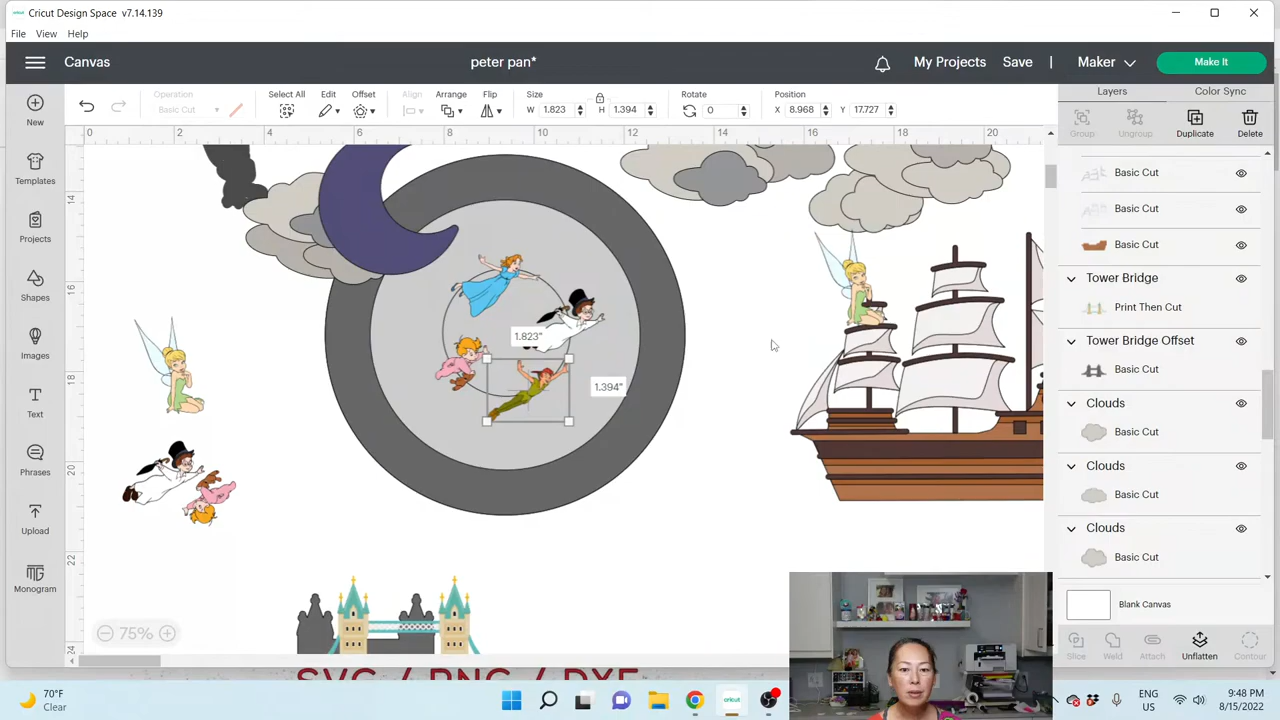 Cricut Design Space v7.14.139
File View Help
Canvas
peter pan*
My Projects Save | Maker Make It
Operation
Basic Cut
Select All
Edit
Offset
Align
Arrange
Flip
Size
W 1.823
H 1.394
Rotate
0
Position
X 8.968
Y 17.727
Layers
Color Sync
Group
Ungroup
Duplicate
Delete
New
Templates
Projects
Shapes
Images
Text
Phrases
Upload
Monogram
0 2 4 6 8 10 12 14 16 18 20
14
16
18
20
22
24
1.823"
1.394"
75%
Basic Cut
Basic Cut
Basic Cut
Tower Bridge
Print Then Cut
Tower Bridge Offset
Basic Cut
Clouds
Basic Cut
Clouds
Basic Cut
Clouds
Basic Cut
Blank Canvas
Slice
Weld
Attach
Unflatten
Contour
SVG / PNG / DXF
70°F
Clear
cricut
ENG
US
9:48 PM
8/15/2022